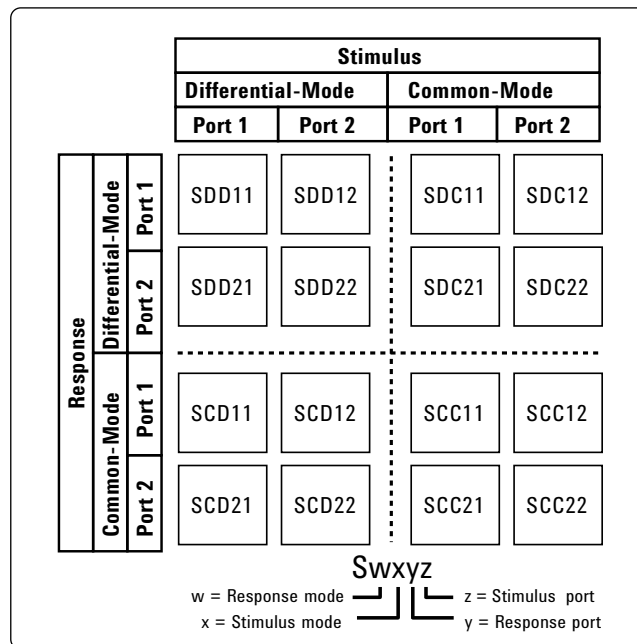 Stimulus
Differential-Mode Common-Mode
Port 1 Port 2 Port 1 Port 2
Response
Differential-Mode
Port 1
SDD11 SDD12 SDC11 SDC12
Port 2
SDD21 SDD22 SDC21 SDC22
Common-Mode
Port 1
SCD11 SCD12 SCC11 SCC12
Port 2
SCD21 SCD22 SCC21 SCC22
Swxyz
w = Response mode z = Stimulus port
x = Stimulus mode y = Response port